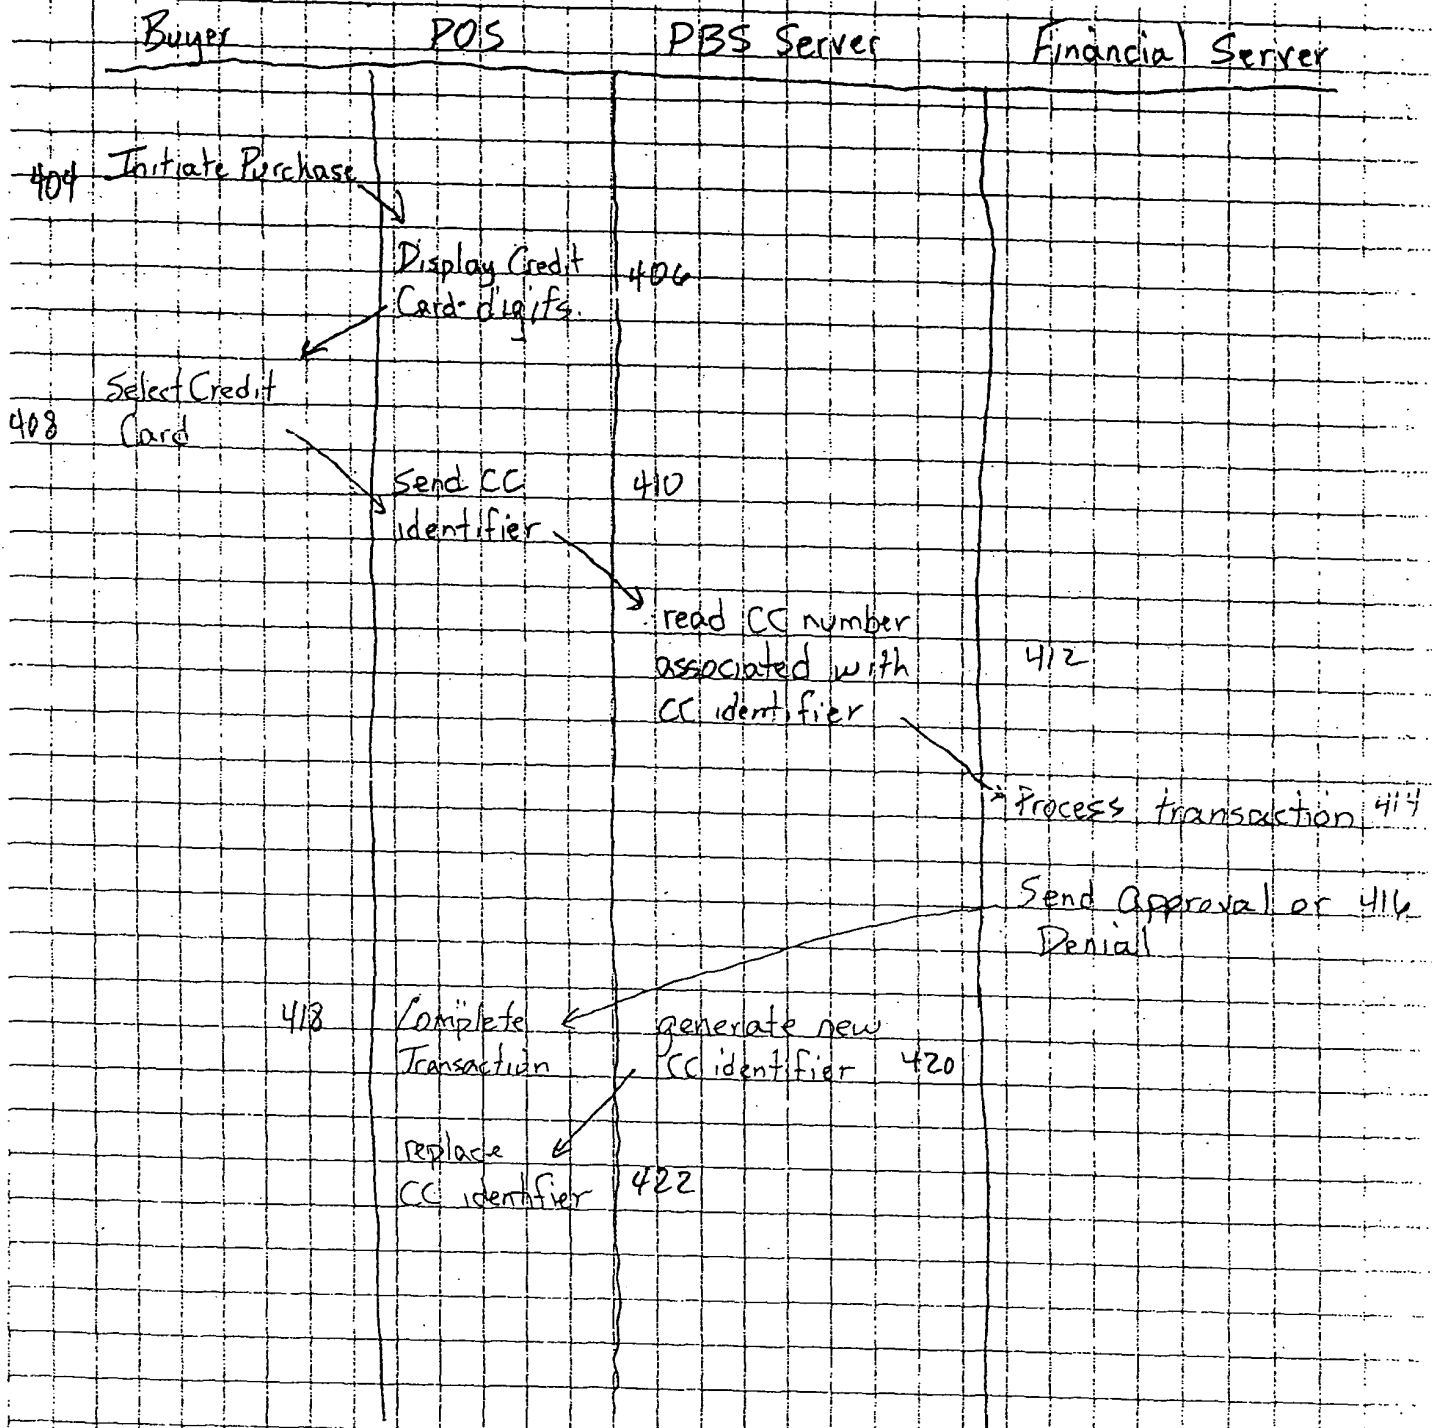 Buyer POS PBS Server Financial Server
404 Initiate Purchase
Display Credit 406
Card digits.
Select Credit
408 Card
Send CC 410
identifier
read CC number
associated with 412
CC identifier
Process transaction 414
Send Approval or 416
Denial
418 Complete generate new
Transaction CC identifier 420
replace
CC identifier 422